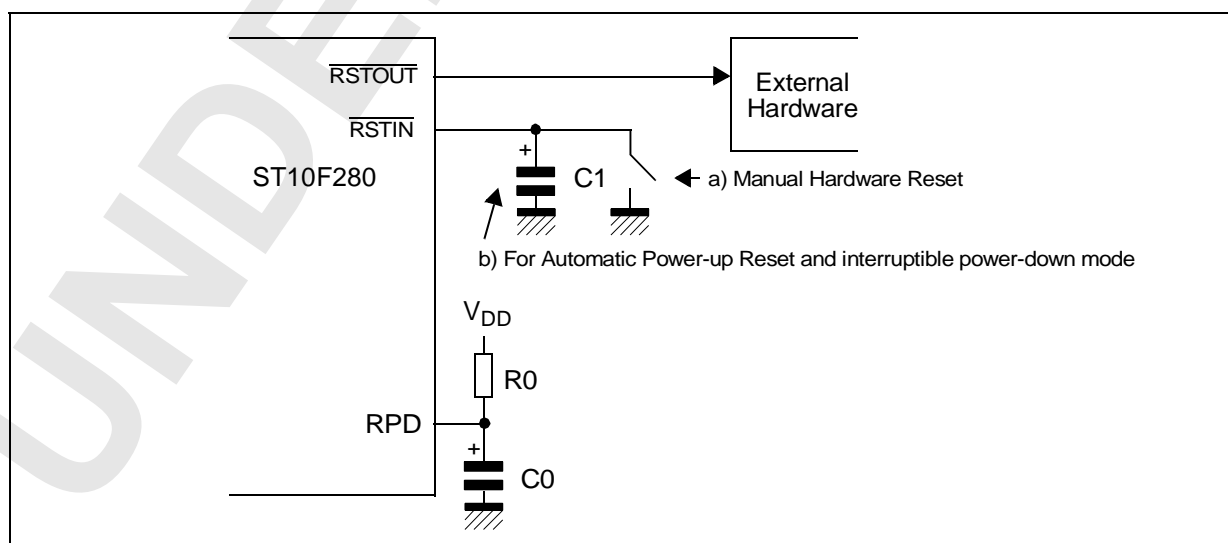 RSTOUT
External
Hardware
RSTIN
+
ST10F280
C1
a) Manual Hardware Reset
b) For Automatic Power-up Reset and interruptible power-down mode
VDD
R0
RPD
+
C0
UNDE